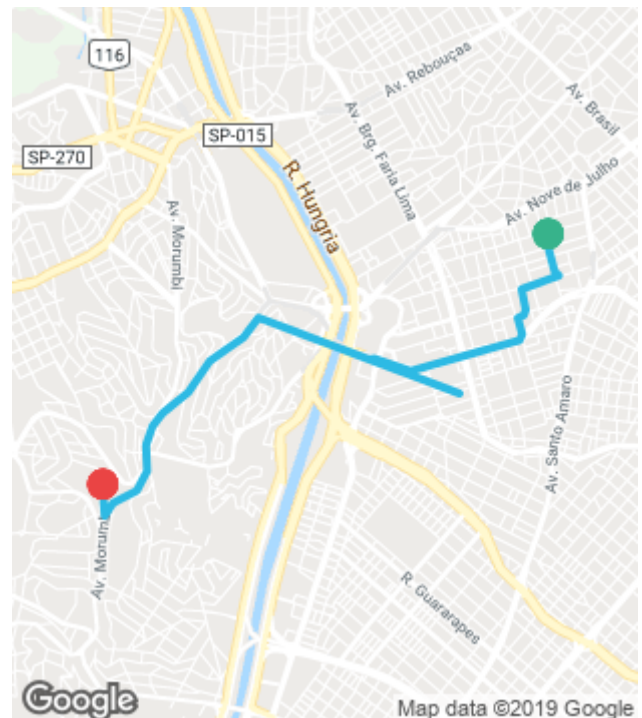 116
Av. Rebouças
SP-015
Av. Brasil
Av. Brg. Faria Lima
SP-270
R. Hungria
Av. Nove de Julho
Av. Morumbi
Av. Santo Amaro
Av. Morumbi
R. Guararapes
Google
Map data ©2019 Google